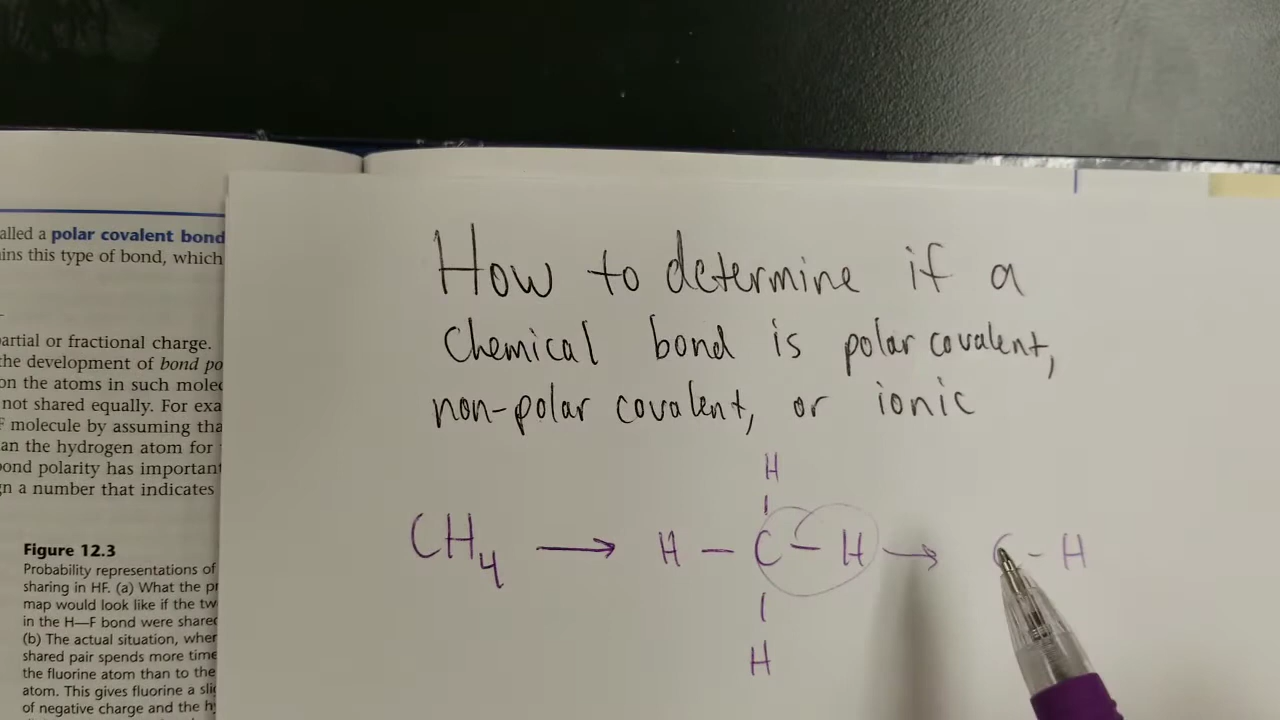 alled a polar covalent bond
ins this type of bond, which
artial or fractional charge.
the development of bond po
on the atoms in such molec
not shared equally. For exa
F molecule by assuming tha
an the hydrogen atom for
ond polarity has important
n a number that indicates
Figure 12.3
Probability representations of
sharing in HF. (a) What the pr
map would look like if the tw
in the H—F bond were shared
(b) The actual situation, wher
shared pair spends more time
the fluorine atom than to the
atom. This gives fluorine a sli
of negative charge and the hy
How to determine if a
chemical bond is polar covalent,
non-polar covalent, or ionic
H
CH₄ → H – C – H → C – H
H